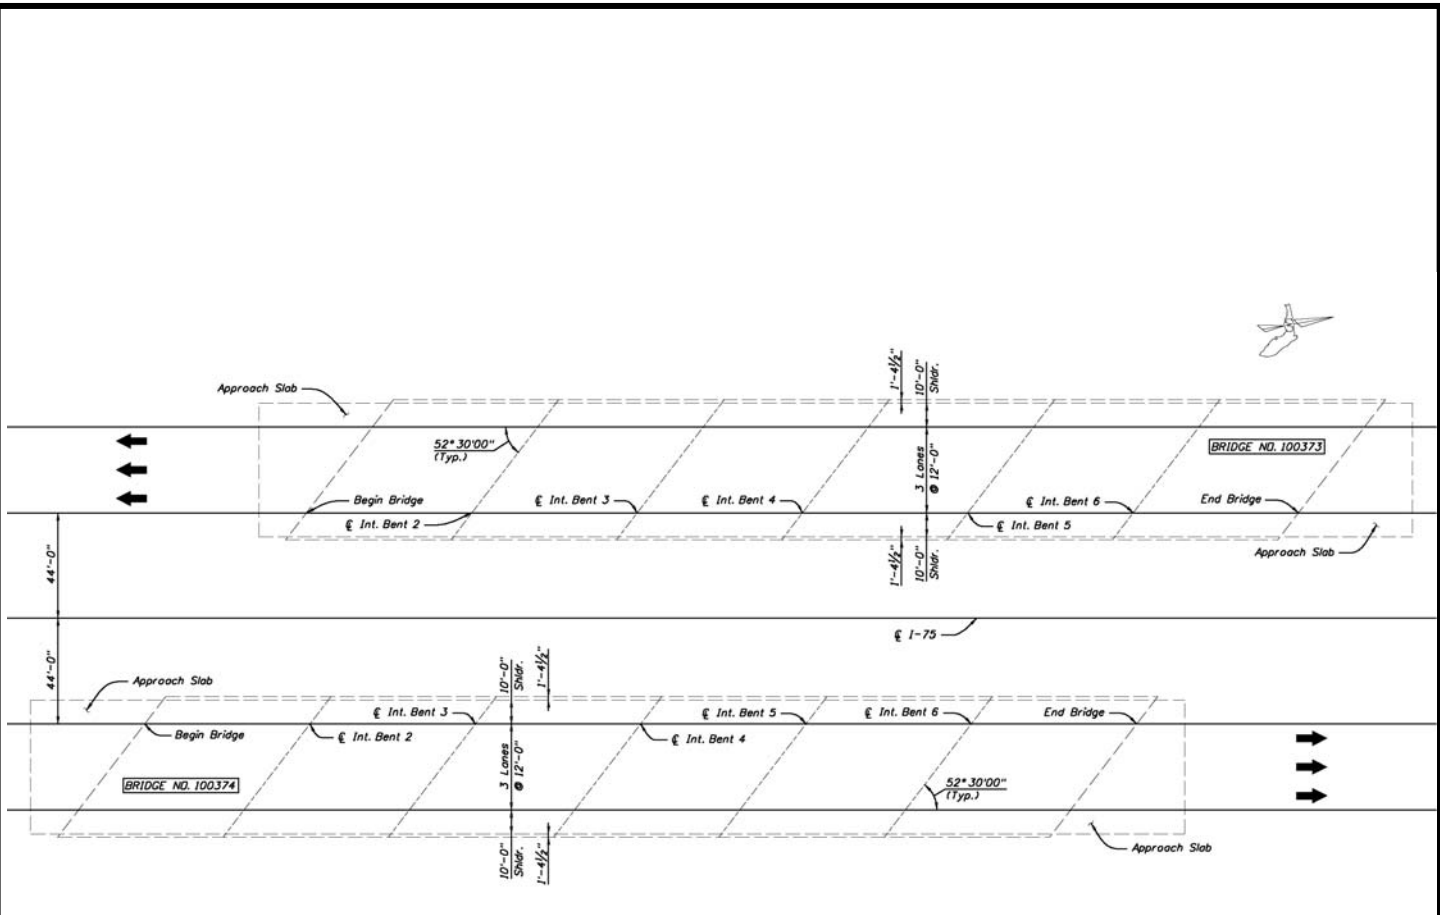 1'-4½"
10'-0"
Shldr.
Approach Slab
52°30'00"
(Typ.)
3 Lanes
@ 12'-0"
BRIDGE NO. 100373
Begin Bridge
℄ Int. Bent 2
℄ Int. Bent 3
℄ Int. Bent 4
℄ Int. Bent 5
℄ Int. Bent 6
End Bridge
Approach Slab
1'-4½"
10'-0"
Shldr.
44'-0"
℄ I-75
44'-0"
10'-0"
Shldr.
1'-4½"
Approach Slab
Begin Bridge
℄ Int. Bent 2
℄ Int. Bent 3
℄ Int. Bent 4
℄ Int. Bent 5
℄ Int. Bent 6
End Bridge
3 Lanes
@ 12'-0"
BRIDGE NO. 100374
52°30'00"
(Typ.)
10'-0"
Shldr.
1'-4½"
Approach Slab